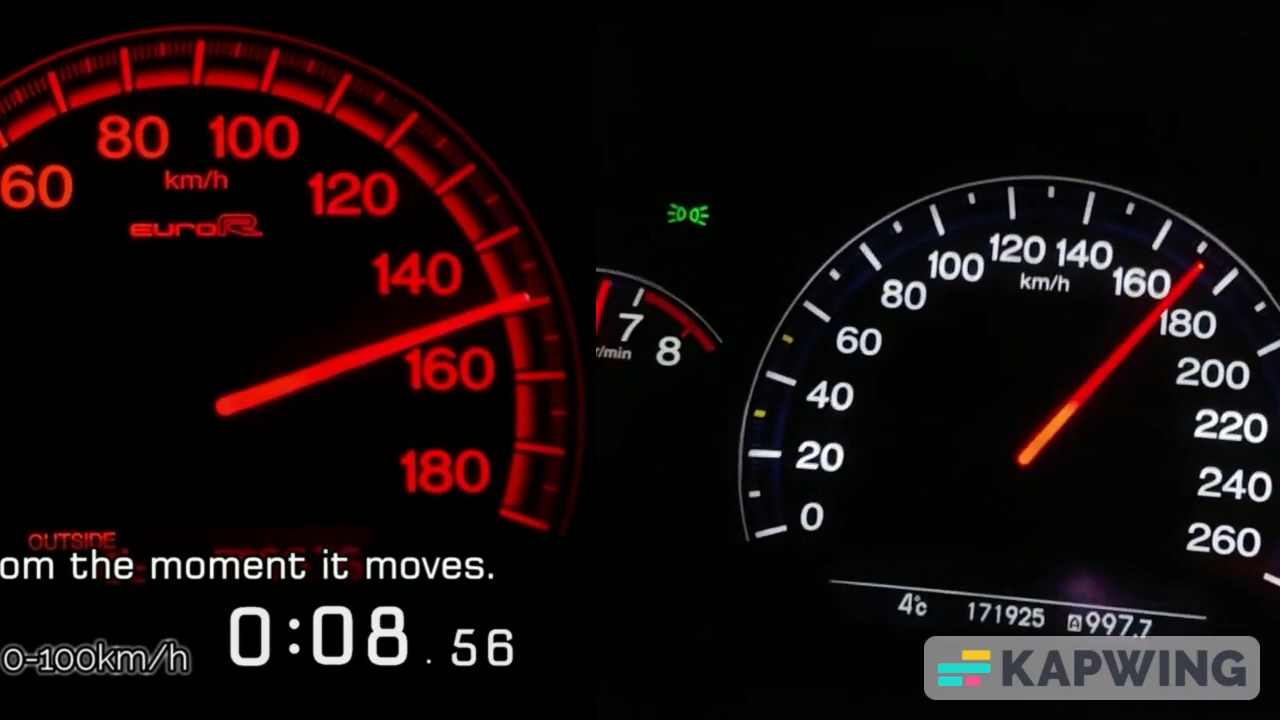 60
80
100
120
140
160
180
km/h
euroR
OUTSIDE
om the moment it moves.
0-100km/h
0:08.56
7
8
r/min
0
20
40
60
80
100
120
140
160
180
200
220
240
260
km/h
4°c
171925
A 997.7
KAPWING